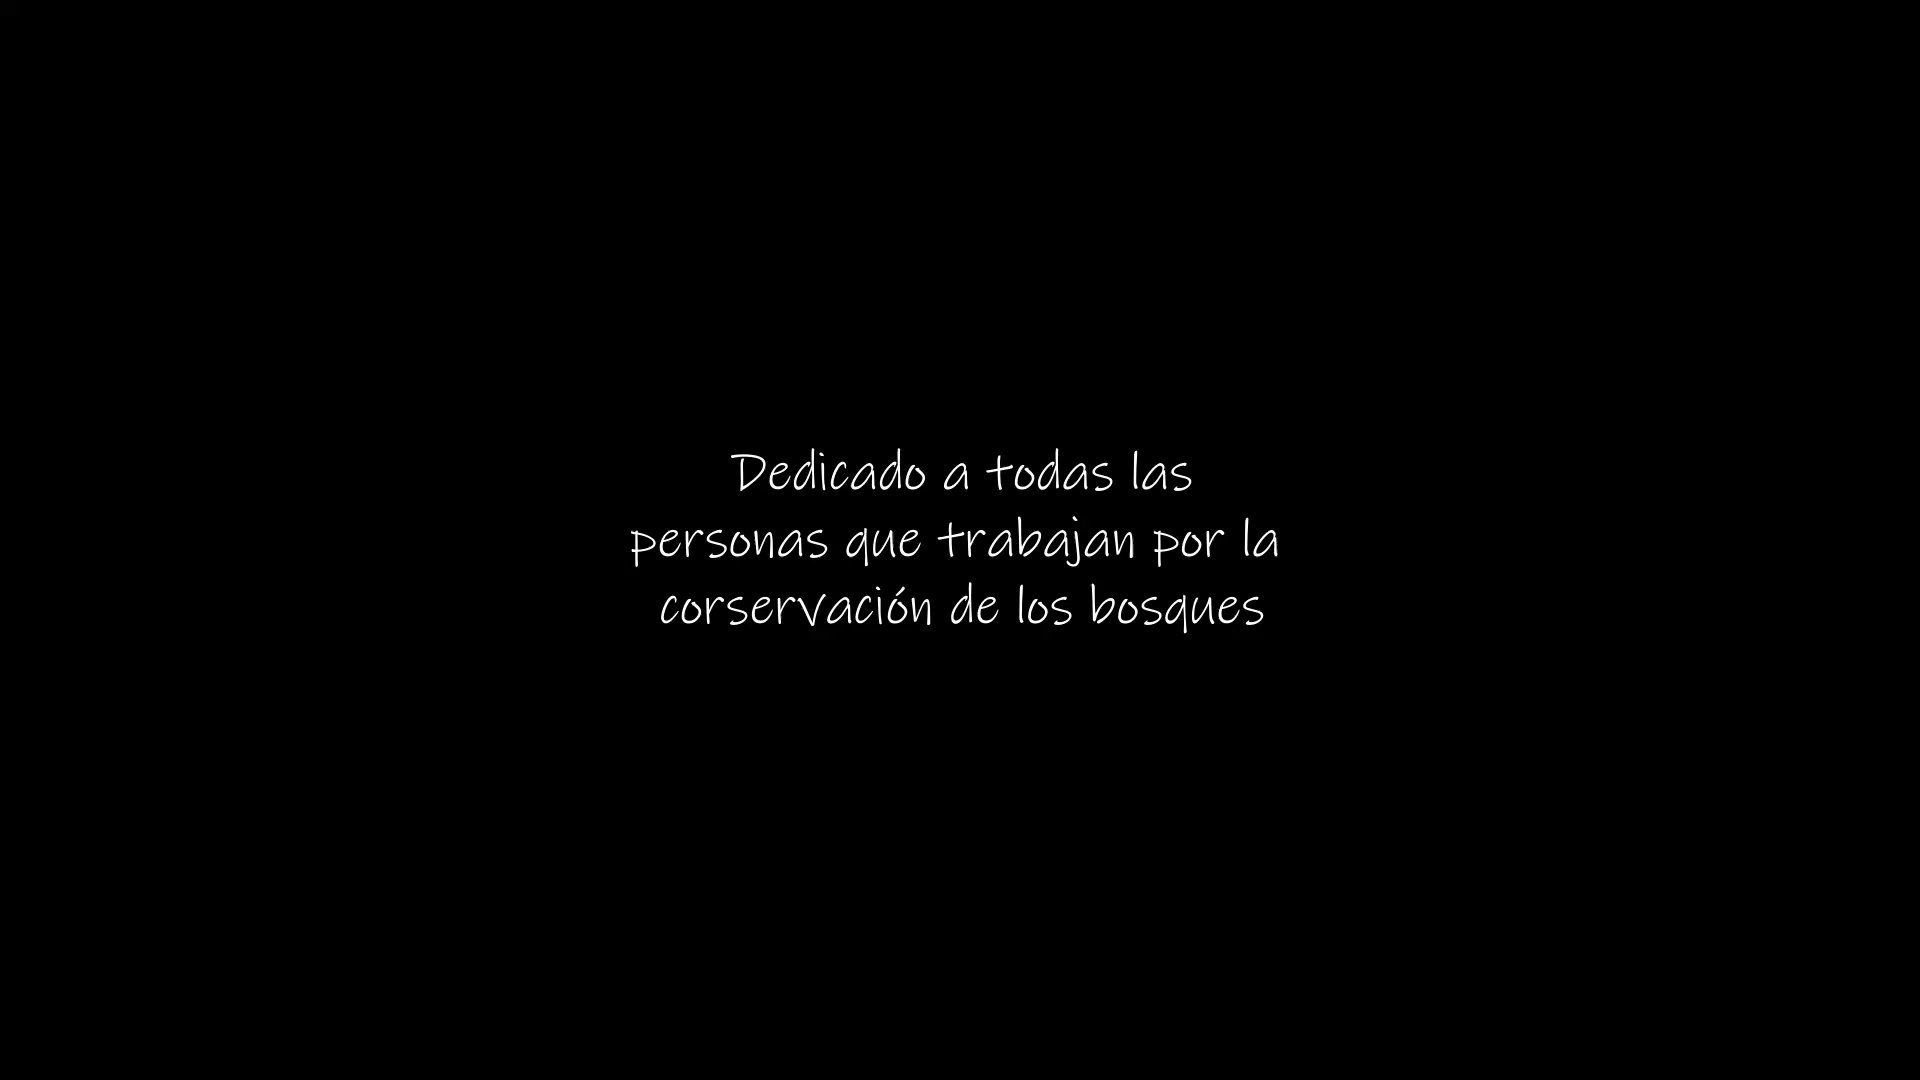 Dedicado a todas las
personas que trabajan por la
corservación de los bosques